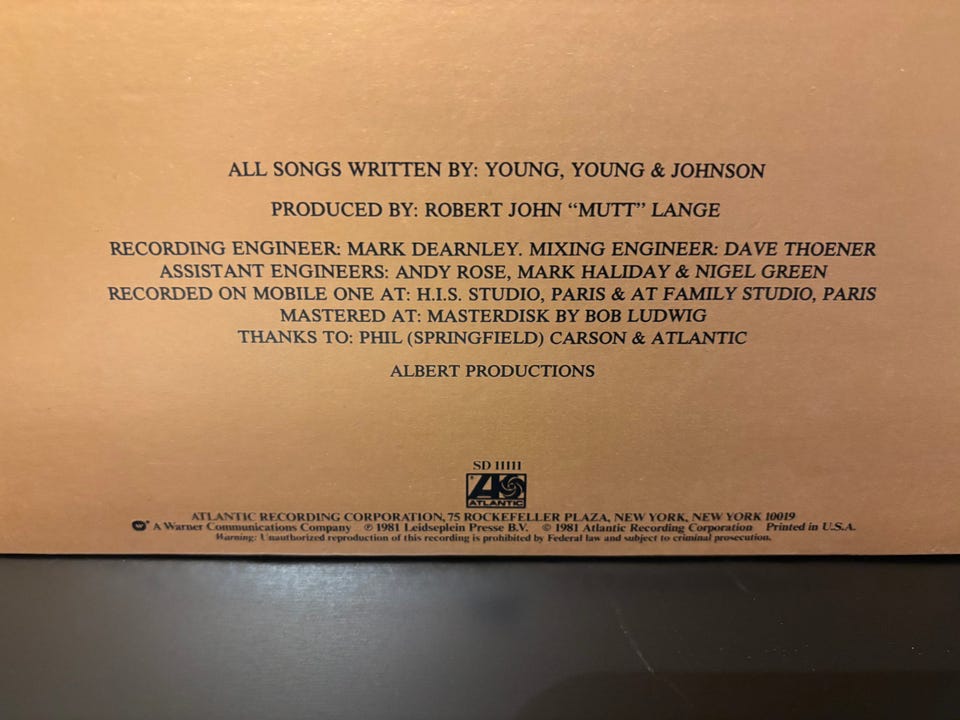 ALL SONGS WRITTEN BY: YOUNG, YOUNG & JOHNSON
PRODUCED BY: ROBERT JOHN “MUTT” LANGE
RECORDING ENGINEER: MARK DEARNLEY. MIXING ENGINEER: DAVE THOENER
ASSISTANT ENGINEERS: ANDY ROSE, MARK HALIDAY & NIGEL GREEN
RECORDED ON MOBILE ONE AT: H.I.S. STUDIO, PARIS & AT FAMILY STUDIO, PARIS
MASTERED AT: MASTERDISK BY BOB LUDWIG
THANKS TO: PHIL (SPRINGFIELD) CARSON & ATLANTIC
ALBERT PRODUCTIONS
SD 11111
ATLANTIC
ATLANTIC RECORDING CORPORATION, 75 ROCKEFELLER PLAZA, NEW YORK, NEW YORK 10019
A Warner Communications Company ℗ 1981 Leidseplein Presse B.V. © 1981 Atlantic Recording Corporation Printed in U.S.A.
Warning: Unauthorized reproduction of this recording is prohibited by Federal law and subject to criminal prosecution.